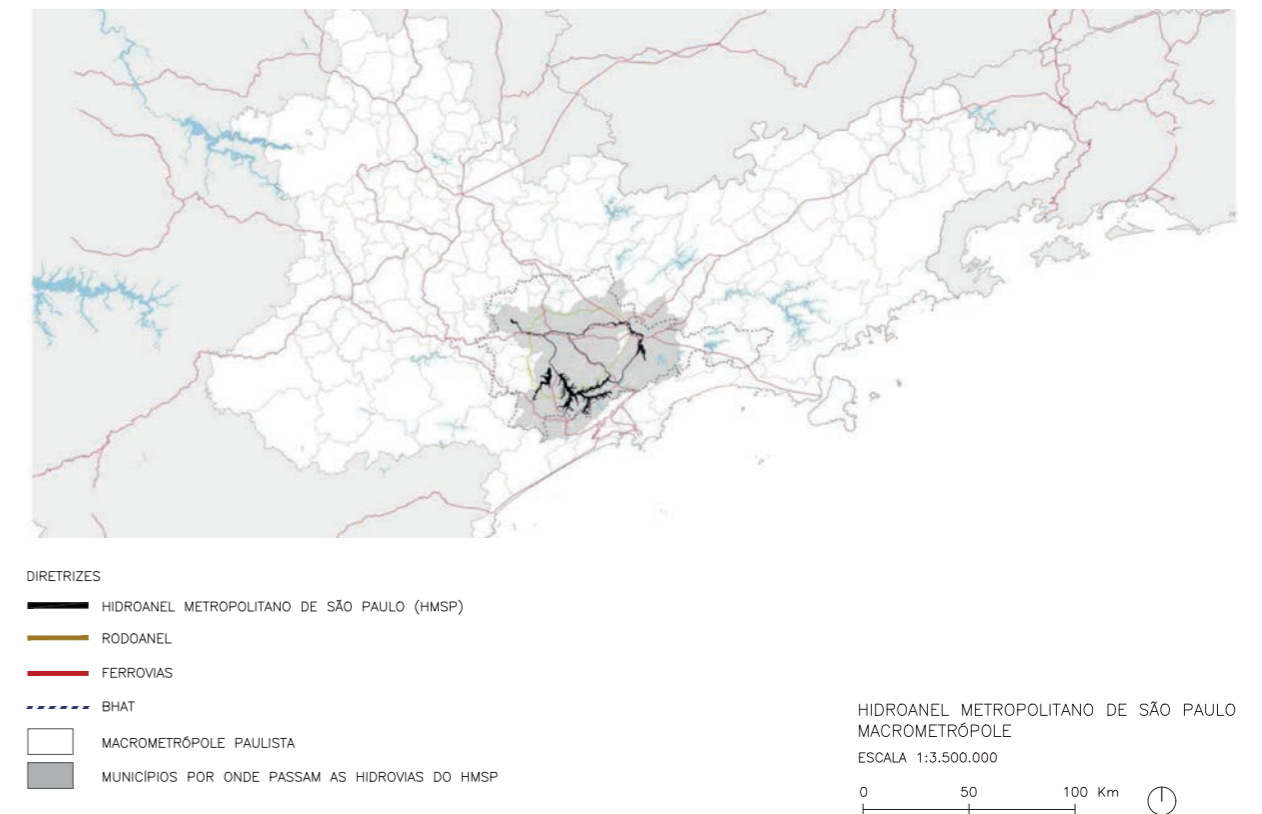 DIRETRIZES
HIDROANEL METROPOLITANO DE SÃO PAULO (HMSP)
RODOANEL
FERROVIAS
BHAT
MACROMETRÓPOLE PAULISTA
MUNICÍPIOS POR ONDE PASSAM AS HIDROVIAS DO HMSP
HIDROANEL METROPOLITANO DE SÃO PAULO
MACROMETRÓPOLE
ESCALA 1:3.500.000
0 50 100 Km